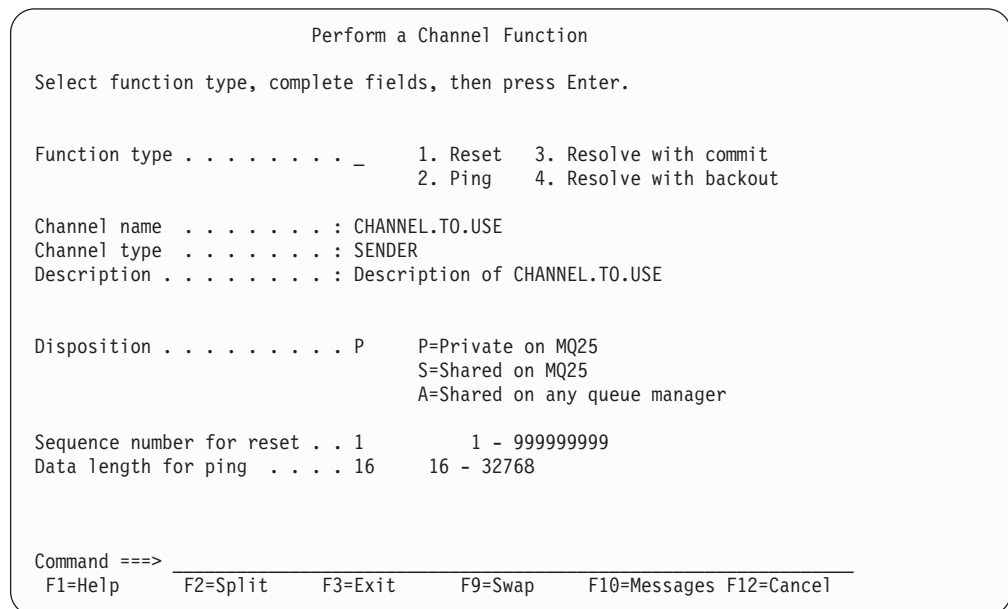 Perform a Channel Function
Select function type, complete fields, then press Enter.
Function type . . . . . . . . _ 1. Reset 3. Resolve with commit
2. Ping 4. Resolve with backout
Channel name . . . . . . . : CHANNEL.TO.USE
Channel type . . . . . . . : SENDER
Description . . . . . . . . : Description of CHANNEL.TO.USE
Disposition . . . . . . . . . P P=Private on MQ25
S=Shared on MQ25
A=Shared on any queue manager
Sequence number for reset . . 1 1 - 999999999
Data length for ping . . . . 16 16 - 32768
Command ===> ______________________________________________________________
F1=Help F2=Split F3=Exit F9=Swap F10=Messages F12=Cancel